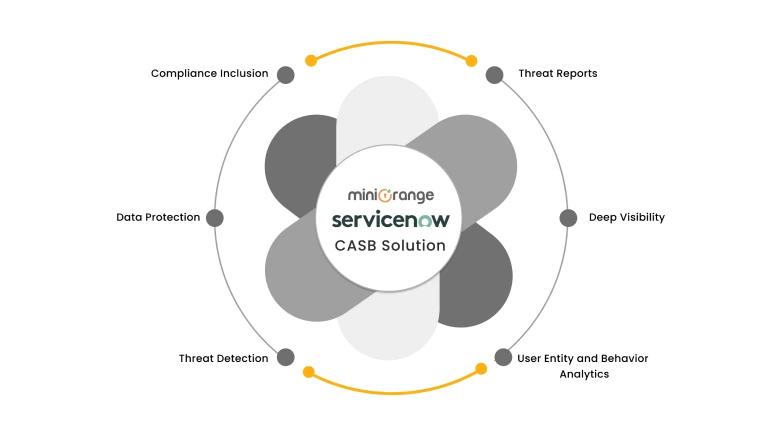 Compliance Inclusion
Threat Reports
miniOrange
servicenow
CASB Solution
Data Protection
Deep Visibility
Threat Detection
User Entity and Behavior
Analytics